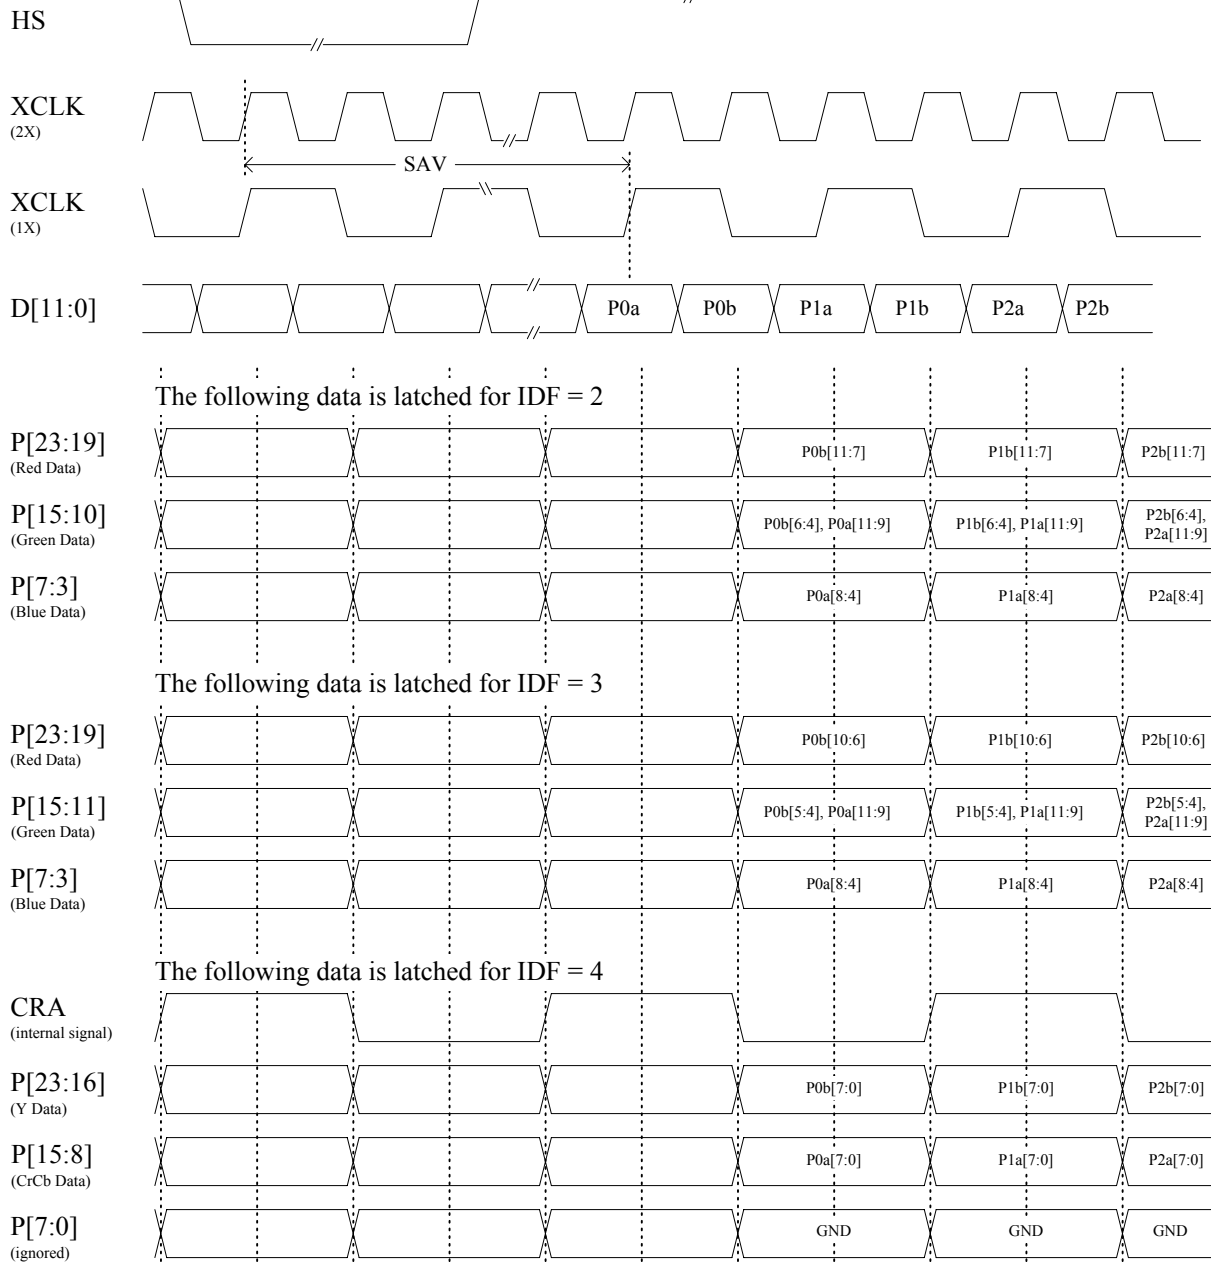 HS
XCLK
(2X)
SAV
XCLK
(1X)
D[11:0]
P0a P0b P1a P1b P2a P2b
The following data is latched for IDF = 2
P[23:19]
(Red Data)
P0b[11:7] P1b[11:7] P2b[11:7]
P[15:10]
(Green Data)
P0b[6:4], P0a[11:9] P1b[6:4], P1a[11:9] P2b[6:4],
P2a[11:9]
P[7:3]
(Blue Data)
P0a[8:4] P1a[8:4] P2a[8:4]
The following data is latched for IDF = 3
P[23:19]
(Red Data)
P0b[10:6] P1b[10:6] P2b[10:6]
P[15:11]
(Green Data)
P0b[5:4], P0a[11:9] P1b[5:4], P1a[11:9] P2b[5:4],
P2a[11:9]
P[7:3]
(Blue Data)
P0a[8:4] P1a[8:4] P2a[8:4]
The following data is latched for IDF = 4
CRA
(internal signal)
P[23:16]
(Y Data)
P0b[7:0] P1b[7:0] P2b[7:0]
P[15:8]
(CrCb Data)
P0a[7:0] P1a[7:0] P2a[7:0]
P[7:0]
(ignored)
GND GND GND